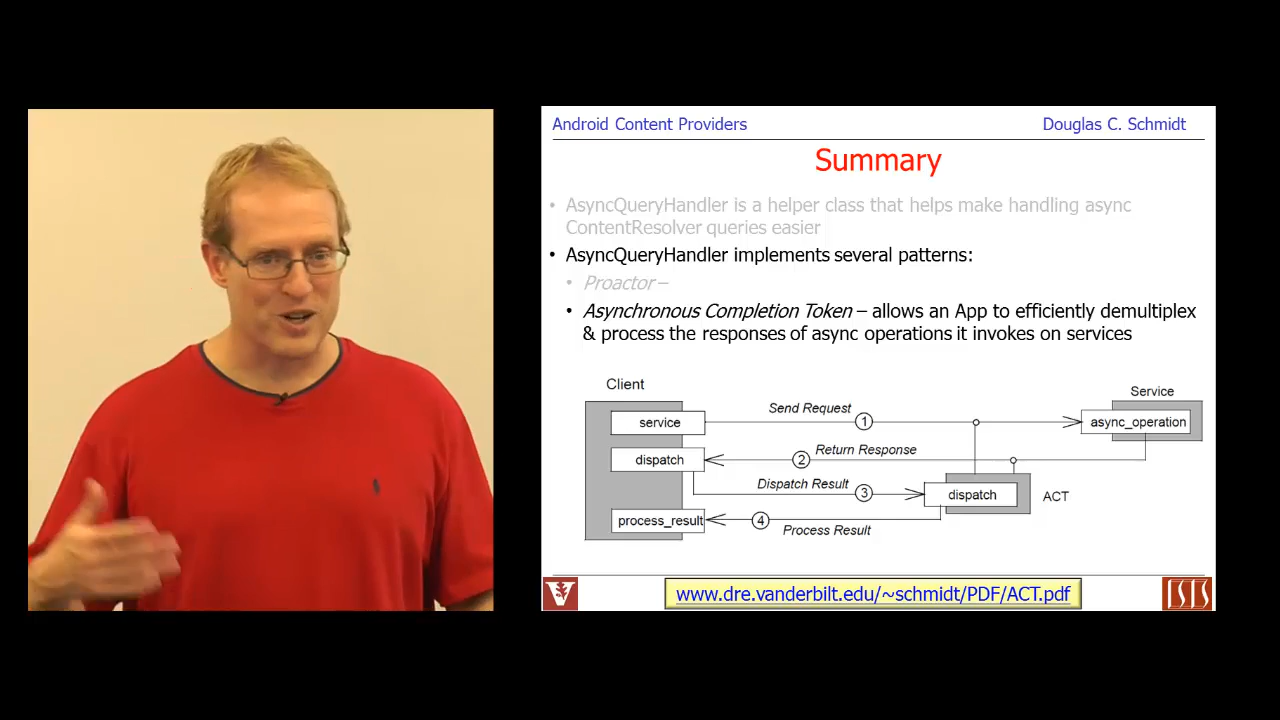 Android Content Providers
Douglas C. Schmidt
Summary
• AsyncQueryHandler is a helper class that helps make handling async
ContentResolver queries easier
• AsyncQueryHandler implements several patterns:
• Proactor –
• Asynchronous Completion Token – allows an App to efficiently demultiplex
& process the responses of async operations it invokes on services
Client
Service
service
Send Request
1
async_operation
dispatch
2
Return Response
Dispatch Result
3
dispatch
ACT
process_result
4
Process Result
V
www.dre.vanderbilt.edu/~schmidt/PDF/ACT.pdf
ISIS